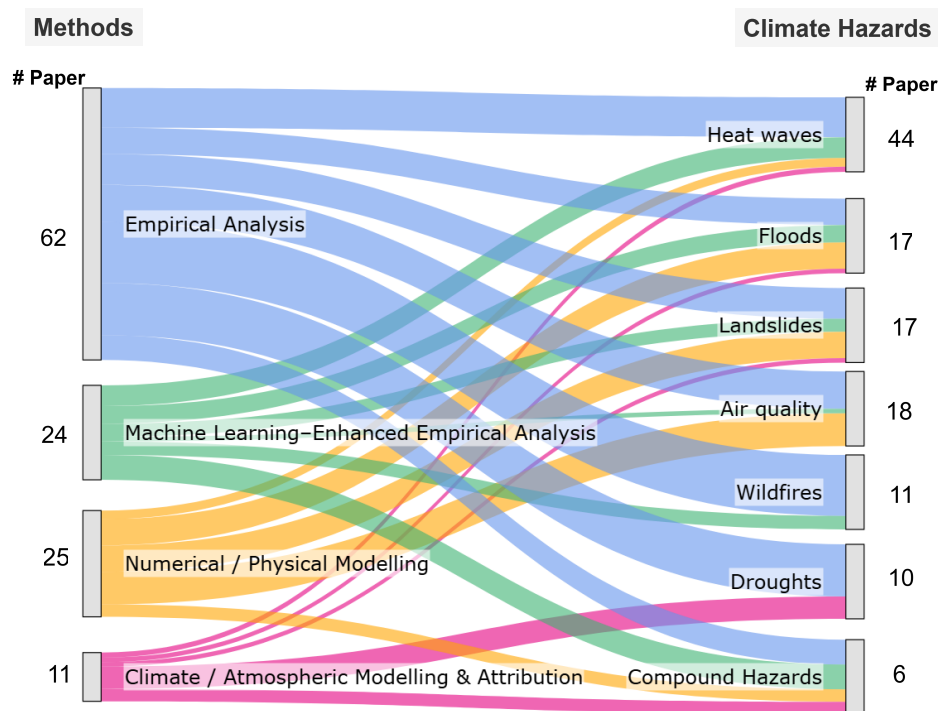 Methods
Climate Hazards
# Paper
# Paper
Heat waves
44
Empirical Analysis
62
Floods
17
Landslides
17
Air quality
18
24
Machine Learning–Enhanced Empirical Analysis
Wildfires
11
25
Numerical / Physical Modelling
Droughts
10
11
Climate / Atmospheric Modelling & Attribution
Compound Hazards
6